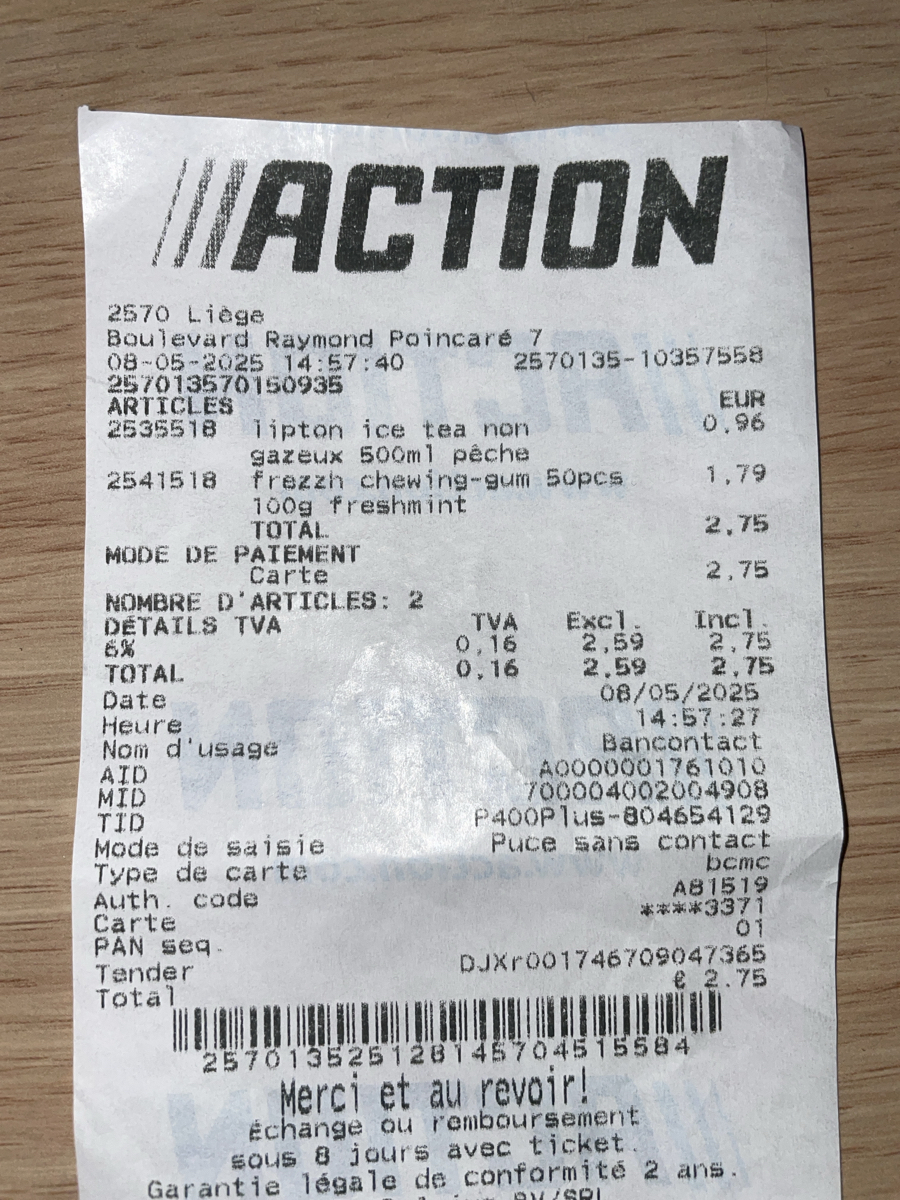 ACTION
2570 Liège
Boulevard Raymond Poincaré 7
08-05-2025 14:57:40 2570135-10357558
257013570150935
ARTICLES EUR
2535518 lipton ice tea non 0,96
gazeux 500ml pêche
2541518 frezzh chewing-gum 50pcs 1,79
100g freshmint
TOTAL 2,75
MODE DE PAIEMENT
Carte 2,75
NOMBRE D'ARTICLES: 2
DÉTAILS TVA TVA Excl. Incl.
6% 0,16 2,59 2,75
TOTAL 0,16 2,59 2,75
Date 08/05/2025
Heure 14:57:27
Nom d'usage Bancontact
AID A0000001761010
MID 700004002004908
TID P400Plus-804654129
Mode de saisie Puce sans contact
Type de carte bcmc
Auth. code A81519
Carte ****3371
PAN seq. 01
Tender DJXr001746709047365
Total € 2.75
257013525128145704515584
Merci et au revoir!
Échange ou remboursement
sous 8 jours avec ticket.
Garantie légale de conformité 2 ans.
BV/SRL